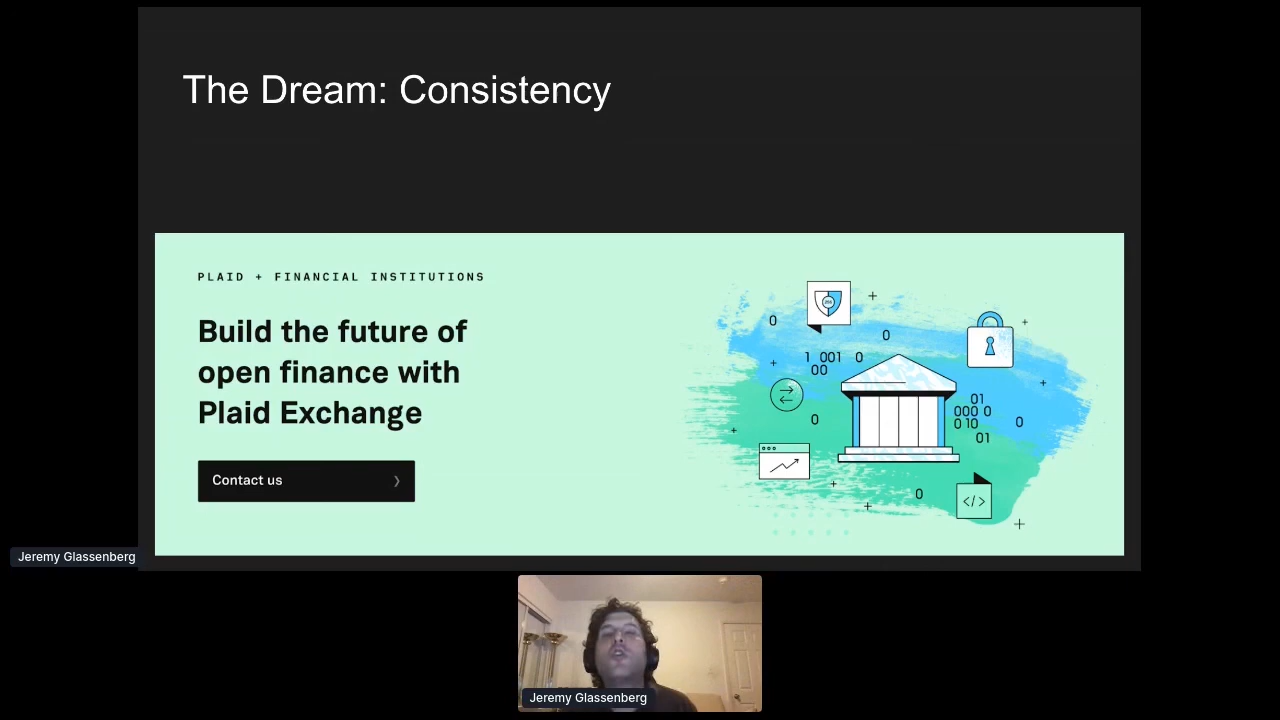 The Dream: Consistency
PLAID + FINANCIAL INSTITUTIONS
Build the future of
open finance with
Plaid Exchange
Contact us
0
0
1 001 0
00
0
01
000 0
0 10
01
0
0
</>
Jeremy Glassenberg
Jeremy Glassenberg